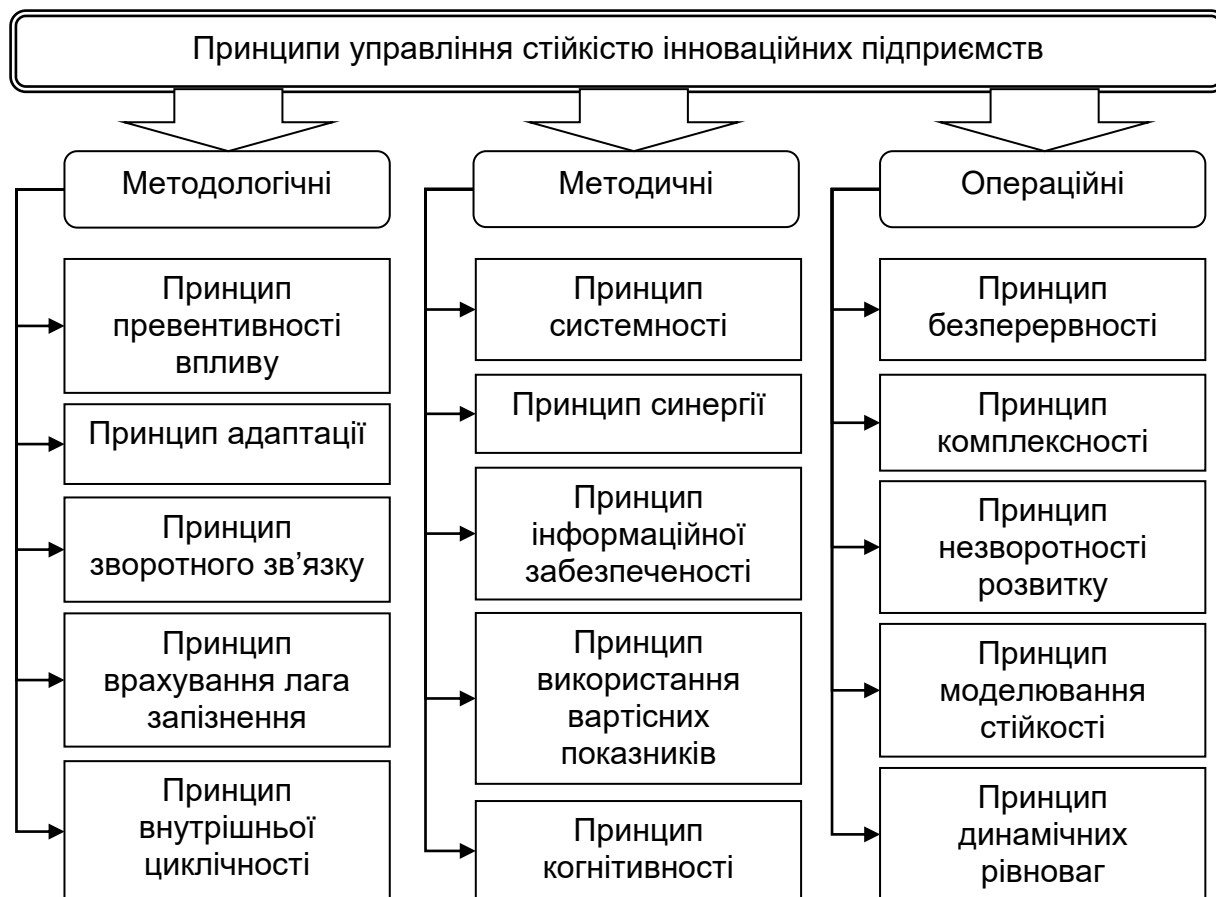 Принципи управління стійкістю інноваційних підприємств
Методологічні
Принцип
превентивності
впливу
Принцип адаптації
Принцип
зворотного зв’язку
Принцип
врахування лага
запізнення
Принцип
внутрішньої
циклічності
Методичні
Принцип
системності
Принцип синергії
Принцип
інформаційної
забезпеченості
Принцип
використання
вартісних
показників
Принцип
когнітивності
Операційні
Принцип
безперервності
Принцип
комплексності
Принцип
незворотності
розвитку
Принцип
моделювання
стійкості
Принцип
динамічних
рівноваг